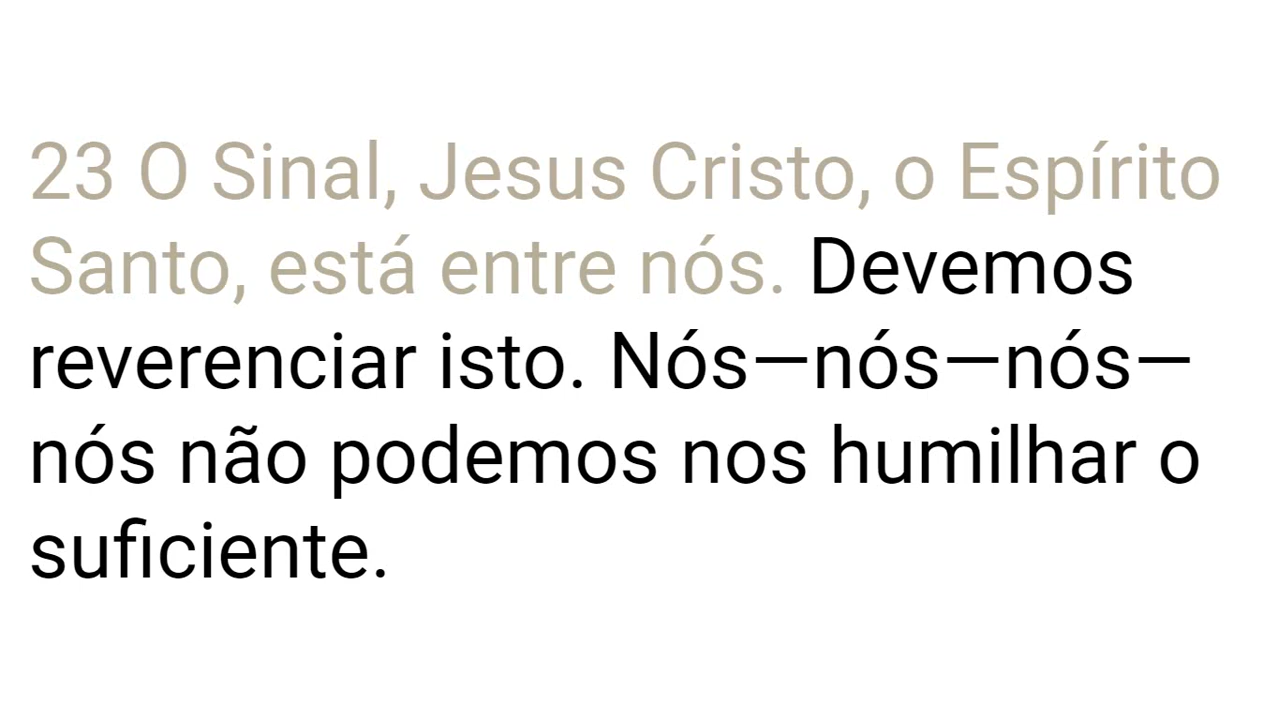 23 O Sinal, Jesus Cristo, o Espírito
Santo, está entre nós. Devemos
reverenciar isto. Nós—nós—nós—
nós não podemos nos humilhar o
suficiente.